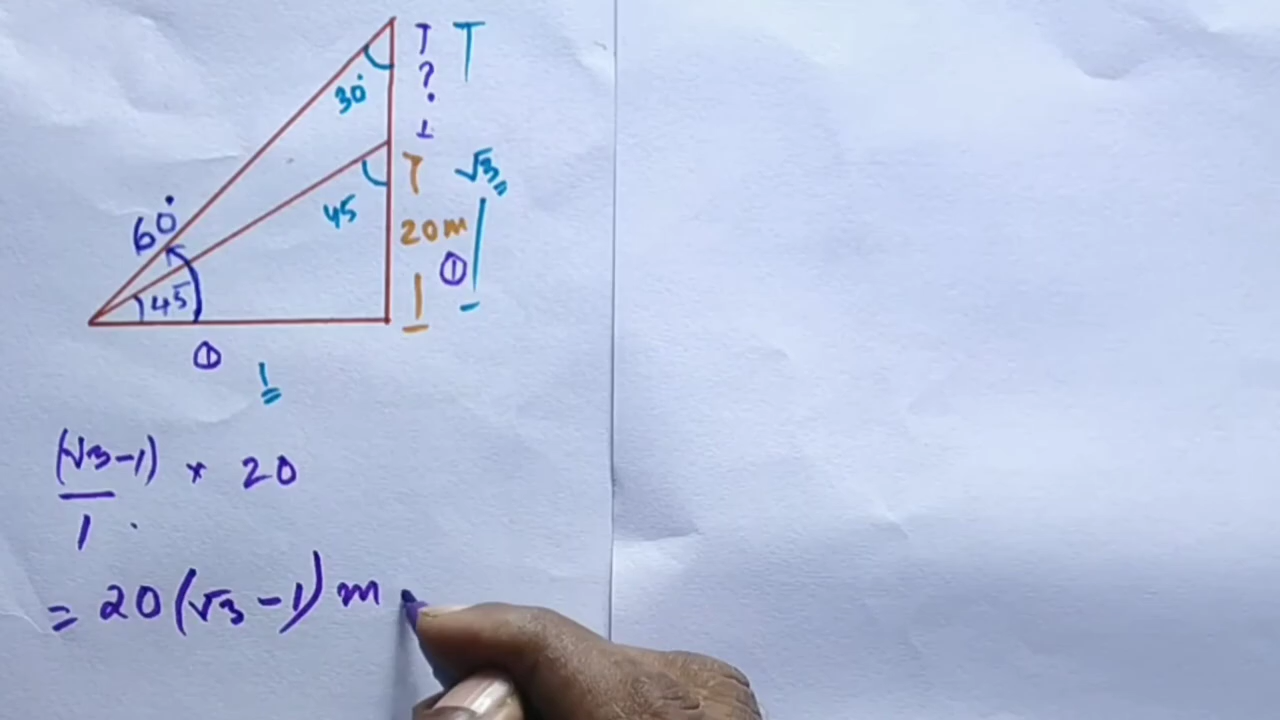 T T
?
30°
⊥
T √3
45
60°
20m
①
45
①
1
(√3-1)/1 × 20
= 20(√3-1)m